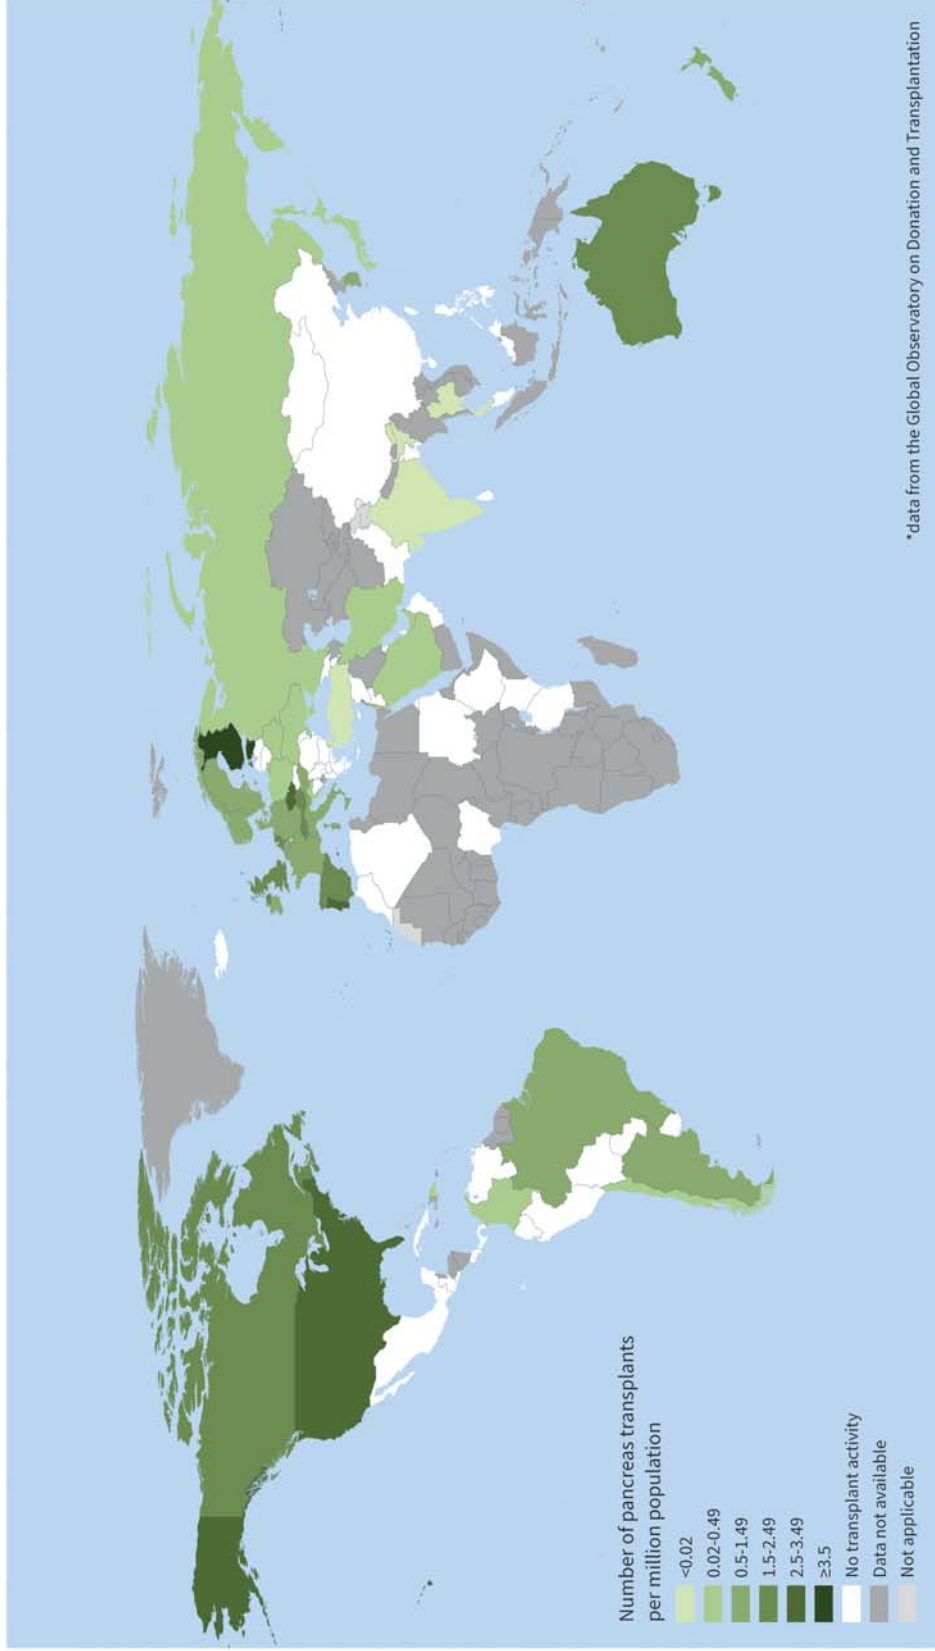 Number of pancreas transplants
per million population
<0.02
0.02-0.49
0.5-1.49
1.5-2.49
2.5-3.49
≥3.5
No transplant activity
Data not available
Not applicable
*data from the Global Observatory on Donation and Transplantation